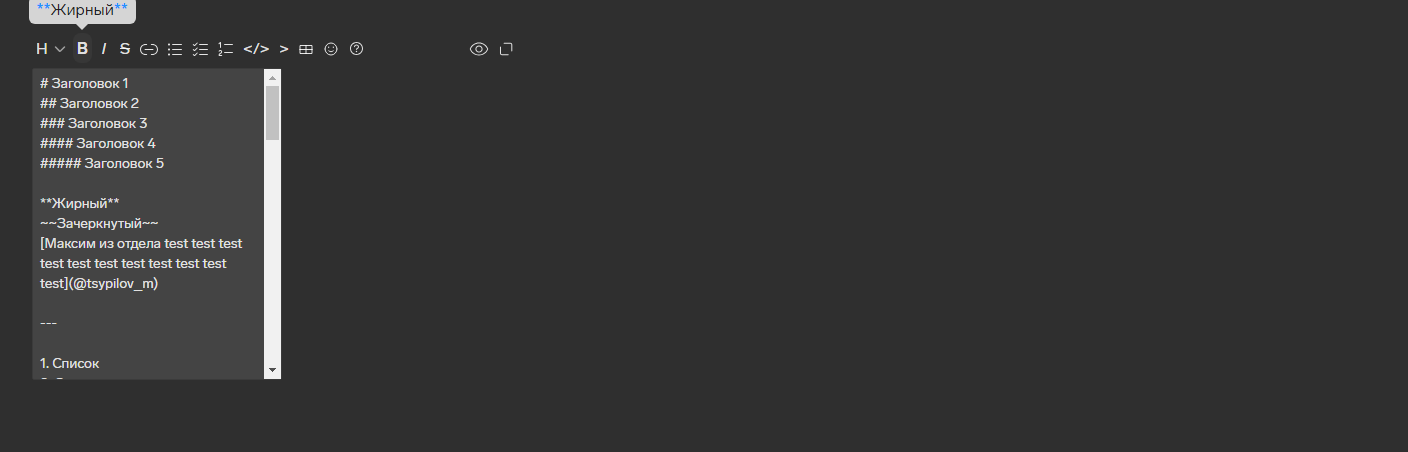 **Жирный**
H B I S </> >
# Заголовок 1
## Заголовок 2
### Заголовок 3
#### Заголовок 4
##### Заголовок 5
**Жирный**
~~Зачеркнутый~~
[Максим из отдела test test test
test test test test test test test
test](@tsypilov_m)
---
1. Список